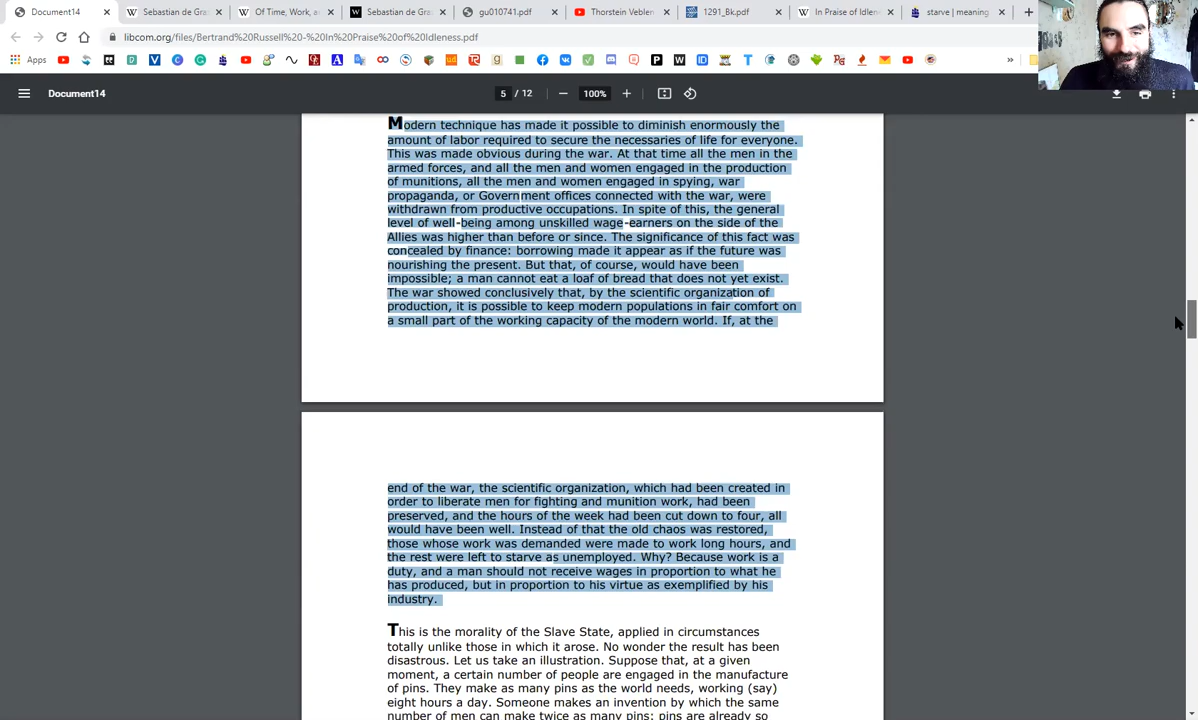 Document14
Sebastian de Gra
Of Time, Work, a
Sebastian de Gra
gu010741.pdf
Thorstein Vebler
1291_Bk.pdf
In Praise of Idlen
starve | meaning
libcom.org/files/Bertrand%20Russell%20-%20In%20Praise%20of%20Idleness.pdf
Apps
Document14
5 / 12
100%
Modern technique has made it possible to diminish enormously the
amount of labor required to secure the necessaries of life for everyone.
This was made obvious during the war. At that time all the men in the
armed forces, and all the men and women engaged in the production
of munitions, all the men and women engaged in spying, war
propaganda, or Government offices connected with the war, were
withdrawn from productive occupations. In spite of this, the general
level of well-being among unskilled wage-earners on the side of the
Allies was higher than before or since. The significance of this fact was
concealed by finance: borrowing made it appear as if the future was
nourishing the present. But that, of course, would have been
impossible; a man cannot eat a loaf of bread that does not yet exist.
The war showed conclusively that, by the scientific organization of
production, it is possible to keep modern populations in fair comfort on
a small part of the working capacity of the modern world. If, at the
end of the war, the scientific organization, which had been created in
order to liberate men for fighting and munition work, had been
preserved, and the hours of the week had been cut down to four, all
would have been well. Instead of that the old chaos was restored,
those whose work was demanded were made to work long hours, and
the rest were left to starve as unemployed. Why? Because work is a
duty, and a man should not receive wages in proportion to what he
has produced, but in proportion to his virtue as exemplified by his
industry.
This is the morality of the Slave State, applied in circumstances
totally unlike those in which it arose. No wonder the result has been
disastrous. Let us take an illustration. Suppose that, at a given
moment, a certain number of people are engaged in the manufacture
of pins. They make as many pins as the world needs, working (say)
eight hours a day. Someone makes an invention by which the same
number of men can make twice as many pins: pins are already so